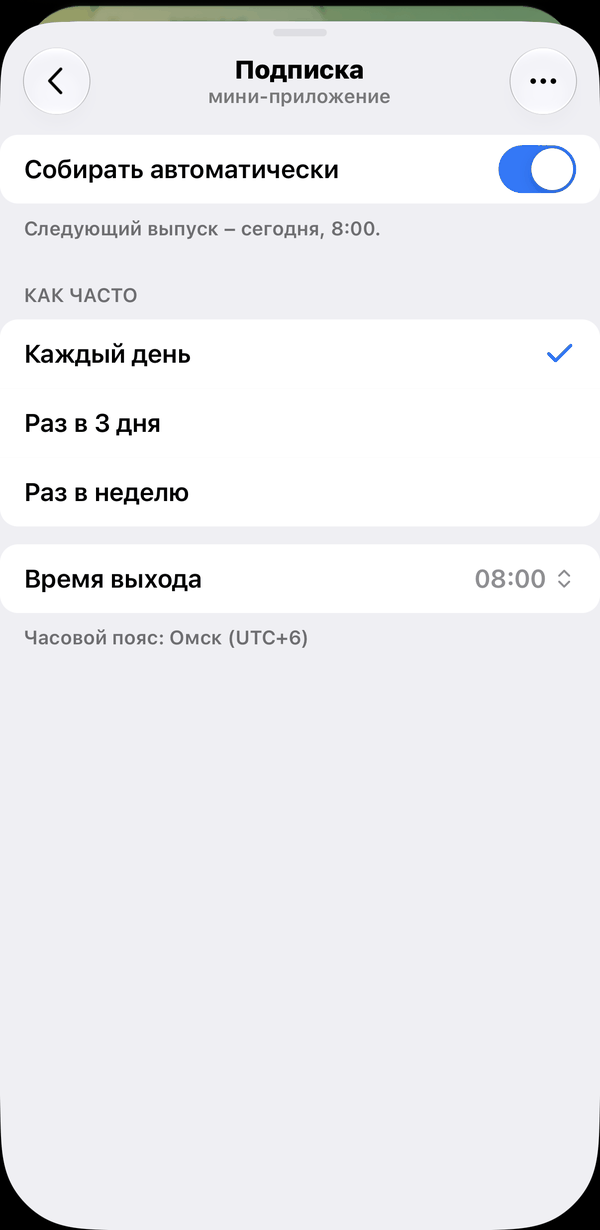 Подписка
мини-приложение
Собирать автоматически
Следующий выпуск – сегодня, 8:00.
КАК ЧАСТО
Каждый день
Раз в 3 дня
Раз в неделю
Время выхода 08:00
Часовой пояс: Омск (UTC+6)